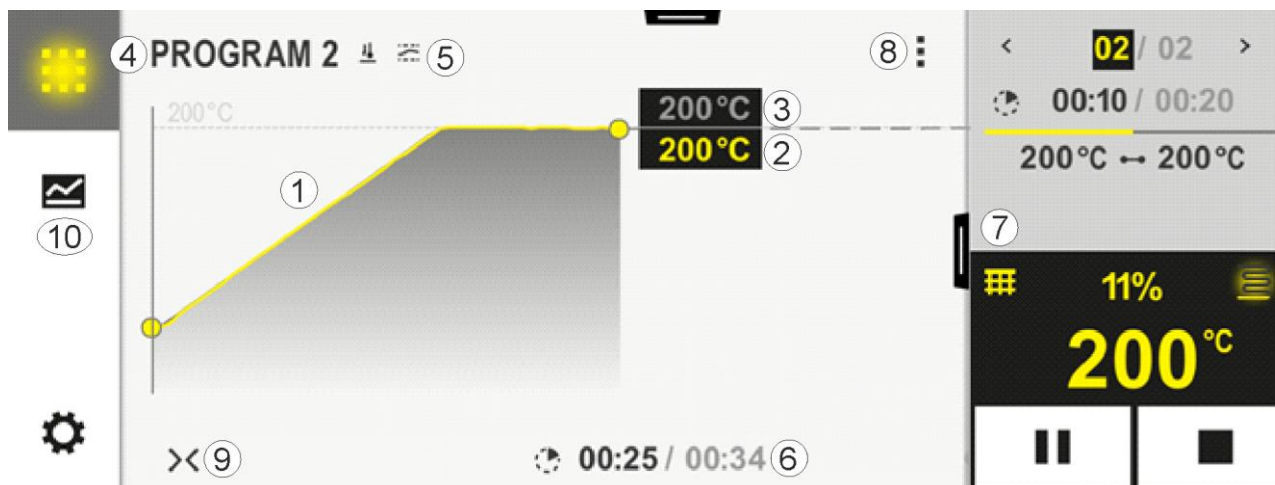 ④ PROGRAM 2 ⑤
⑧
200°C
200°C ③
200°C ②
①
⑩
⑨
00:25 / 00:34 ⑥
< 02 / 02 >
00:10 / 00:20
200°C 200°C
⑦
11%
200°C